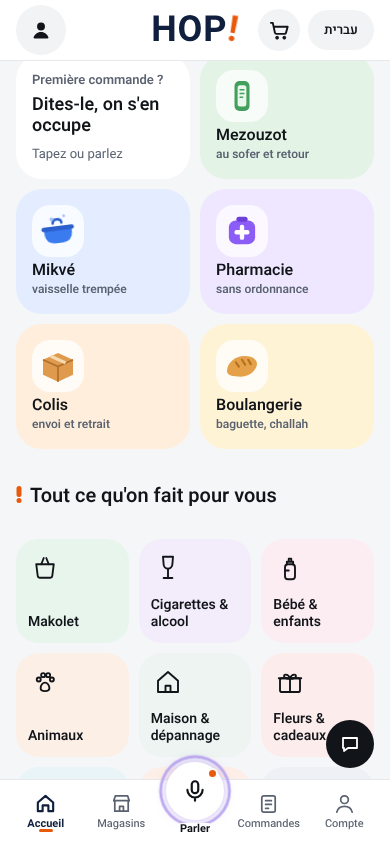 HOP!
עברית
Première commande ?
Dites-le, on s'en
occupe
Tapez ou parlez
Mezouzot
au sofer et retour
Mikvé
vaisselle trempée
Pharmacie
sans ordonnance
Colis
envoi et retrait
Boulangerie
baguette, challah
! Tout ce qu'on fait pour vous
Makolet
Cigarettes &
alcool
Bébé &
enfants
Animaux
Maison &
dépannage
Fleurs &
cadeaux
Accueil
Magasins
Parler
Commandes
Compte